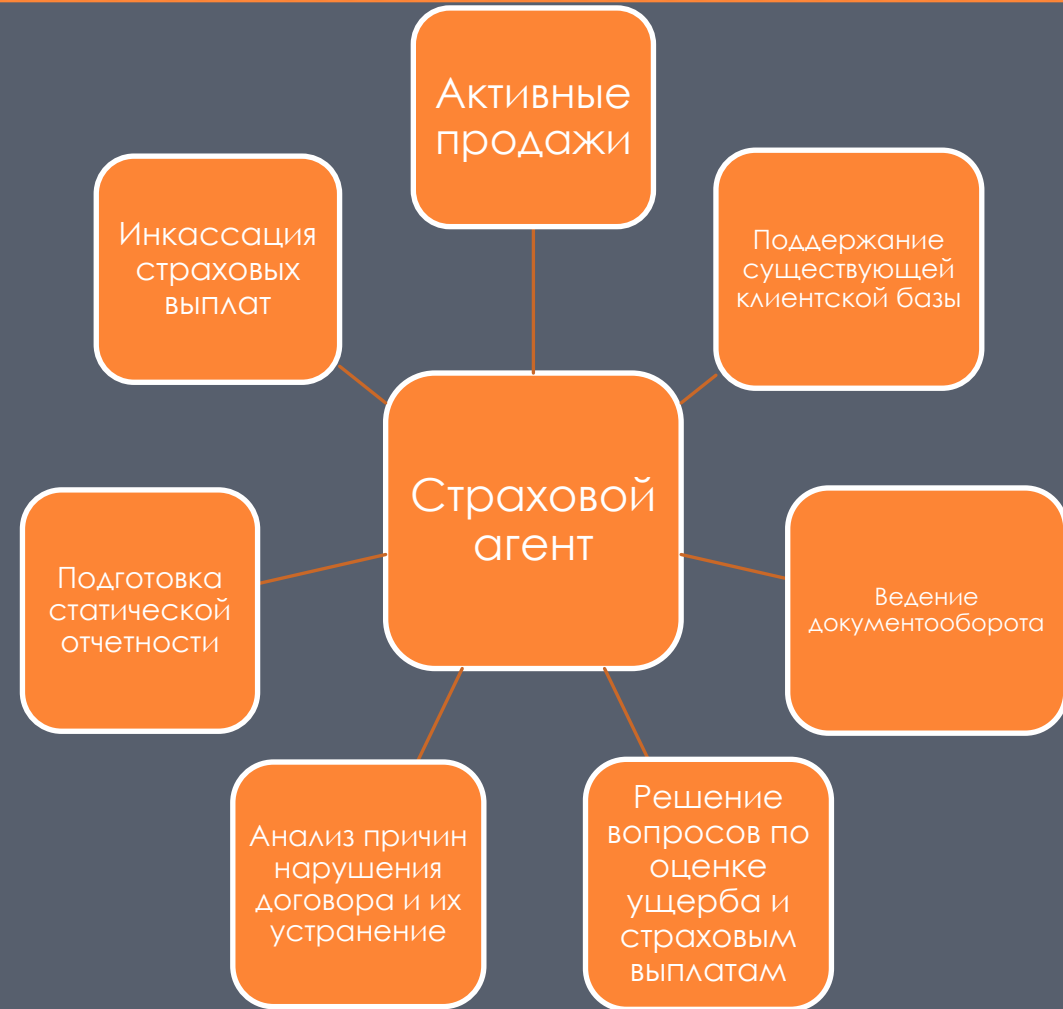 Активные
продажи
Поддержание
существующей
клиентской базы
Ведение
документооборота
Решение
вопросов по
оценке
ущерба и
страховым
выплатам
Анализ причин
нарушения
договора и их
устранение
Подготовка
статической
отчетности
Инкассация
страховых
выплат
Страховой
агент